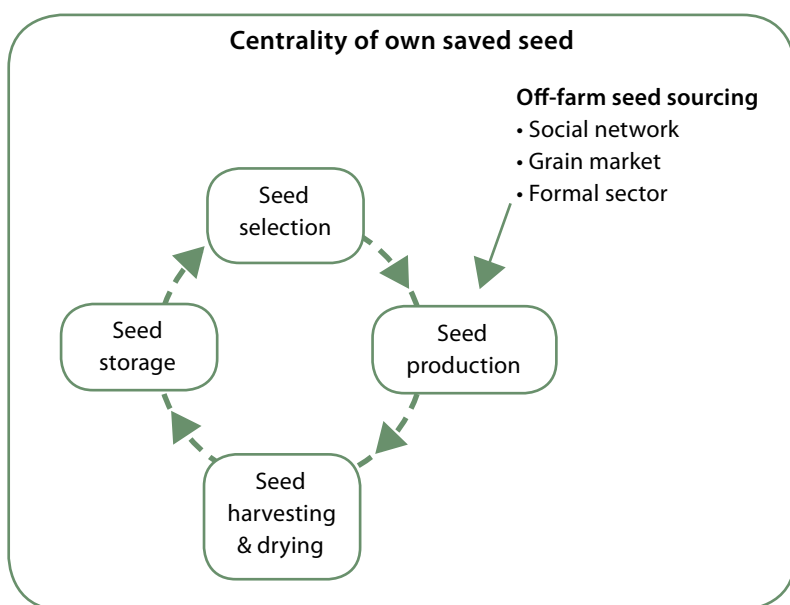 Centrality of own saved seed
Off-farm seed sourcing
• Social network
• Grain market
• Formal sector
Seed
selection
Seed
production
Seed
harvesting
& drying
Seed
storage